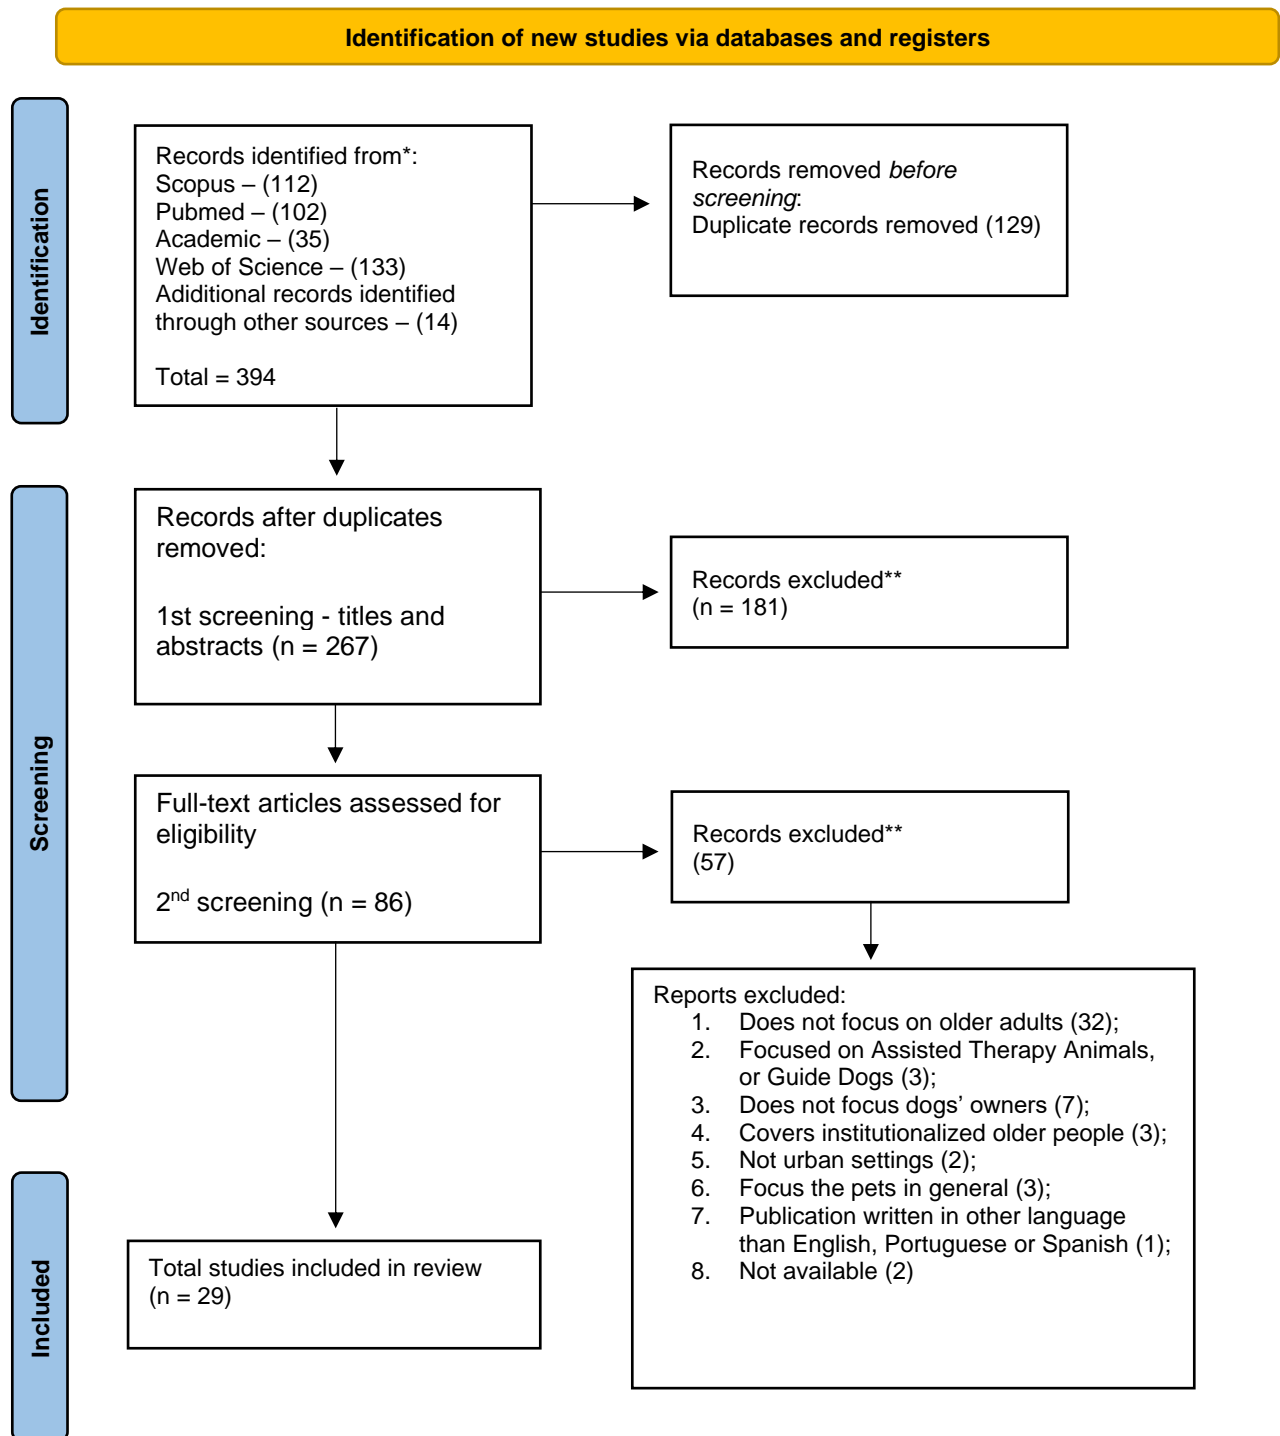 Identification of new studies via databases and registers
Identification
Records identified from*:
Scopus – (112)
Pubmed – (102)
Academic – (35)
Web of Science – (133)
Adiditional records identified
through other sources – (14)
Total = 394
Records removed before
screening:
Duplicate records removed (129)
Screening
Records after duplicates
removed:
1st screening - titles and
abstracts (n = 267)
Records excluded**
(n = 181)
Full-text articles assessed for
eligibility
2nd screening (n = 86)
Records excluded**
(57)
Reports excluded:
1. Does not focus on older adults (32);
2. Focused on Assisted Therapy Animals,
or Guide Dogs (3);
3. Does not focus dogs’ owners (7);
4. Covers institutionalized older people (3);
5. Not urban settings (2);
6. Focus the pets in general (3);
7. Publication written in other language
than English, Portuguese or Spanish (1);
8. Not available (2)
Included
Total studies included in review
(n = 29)